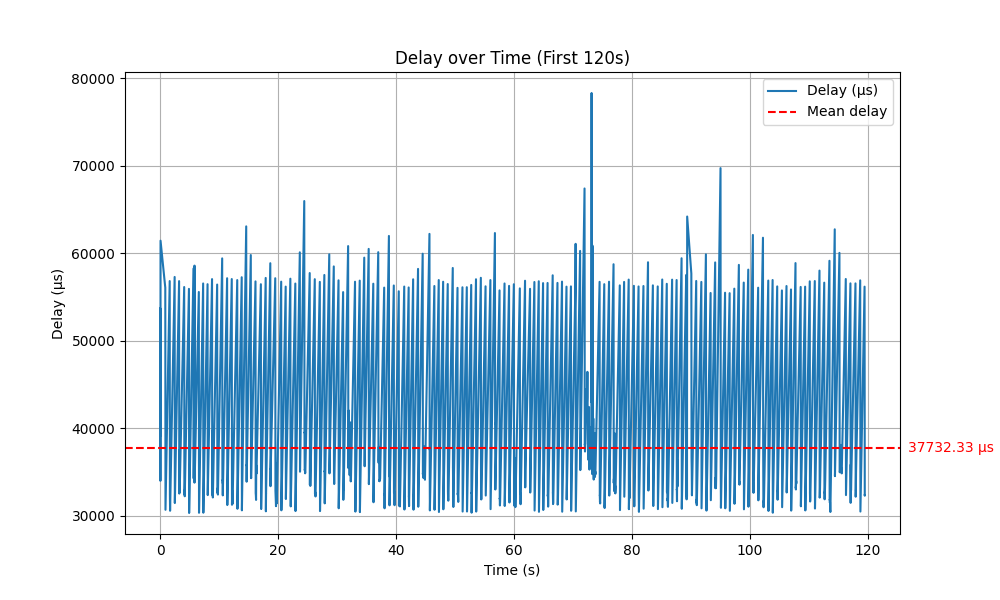 Delay over Time (First 120s)
Delay (µs)
Mean delay
80000
70000
60000
50000
40000
30000
Delay (µs)
37732.33 µs
0
20
40
60
80
100
120
Time (s)